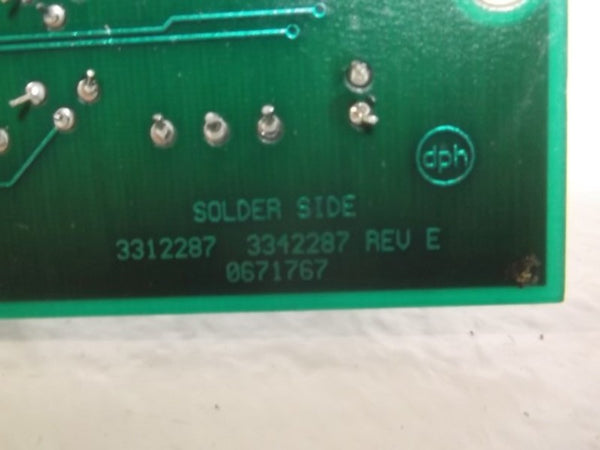 dph
SOLDER SIDE
3312287 3342287 REV E
0671767